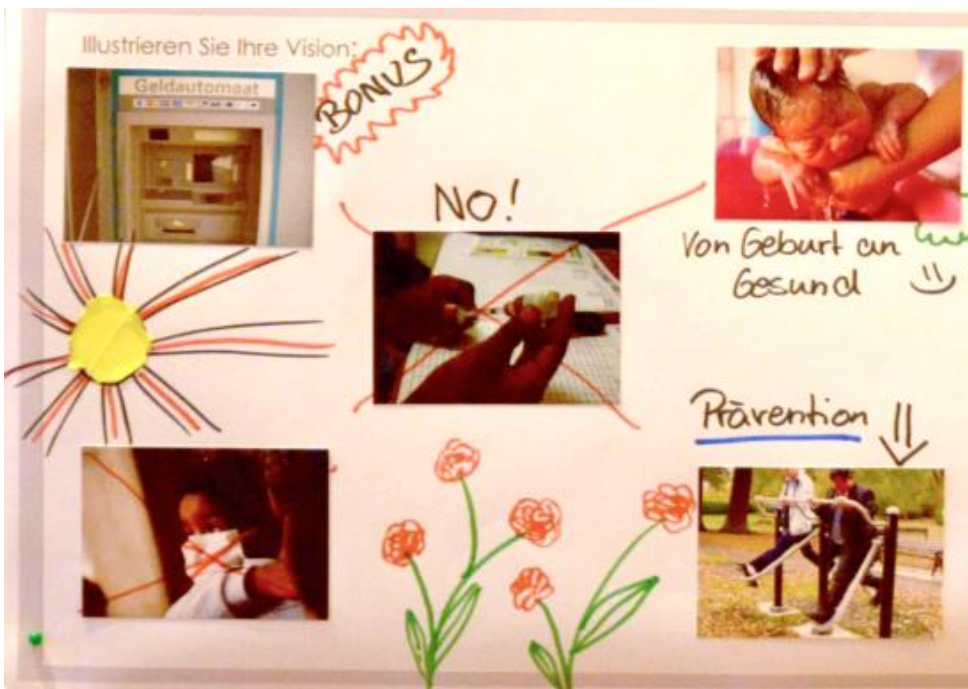 Illustrieren Sie Ihre Vision:
Geldautomaat
BONUS
NO!
Von Geburt an
Gesund
Prävention